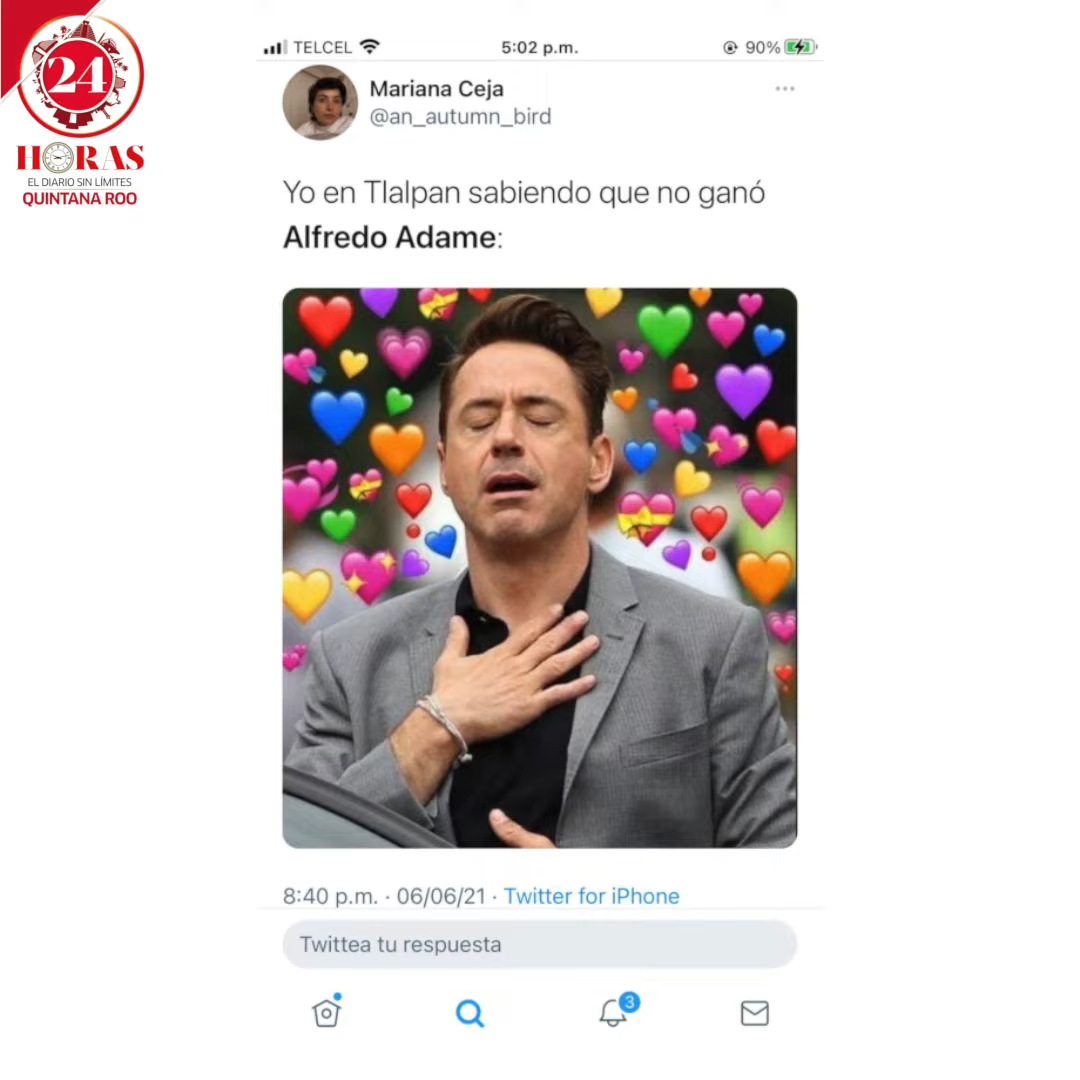 24
HORAS
EL DIARIO SIN LÍMITES
QUINTANA ROO
TELCEL 5:02 p.m. 90%
Mariana Ceja
@an_autumn_bird
Yo en Tlalpan sabiendo que no ganó
Alfredo Adame:
8:40 p.m. · 06/06/21 · Twitter for iPhone
Twittea tu respuesta
3